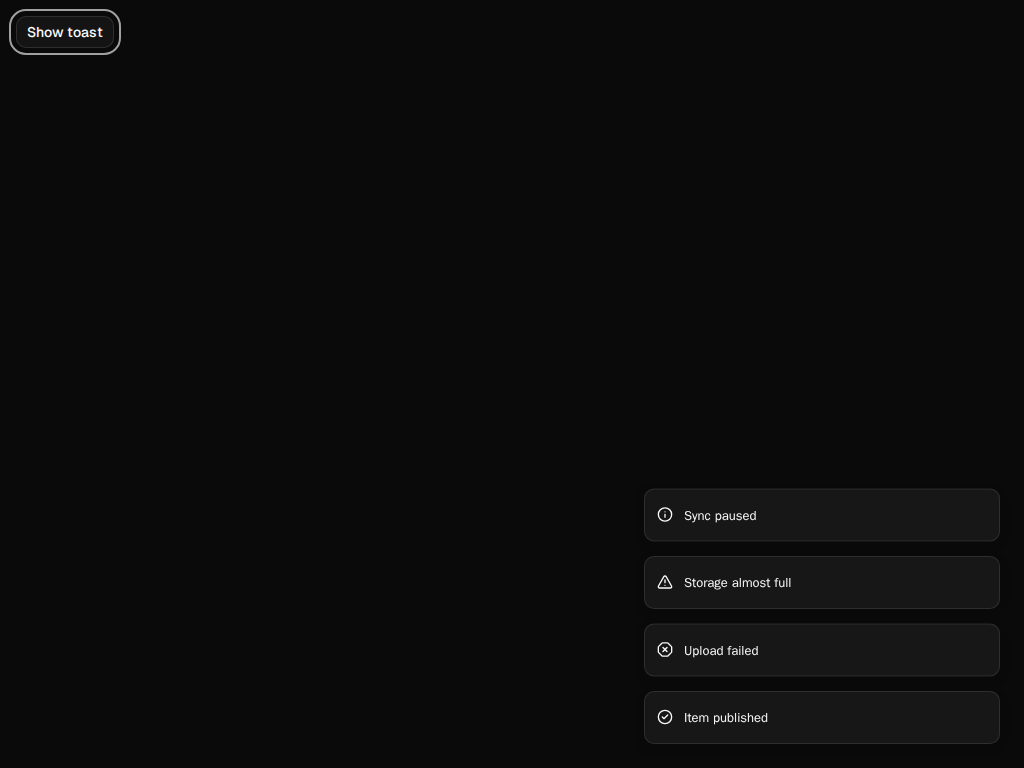 Show toast
Sync paused
Storage almost full
Upload failed
Item published